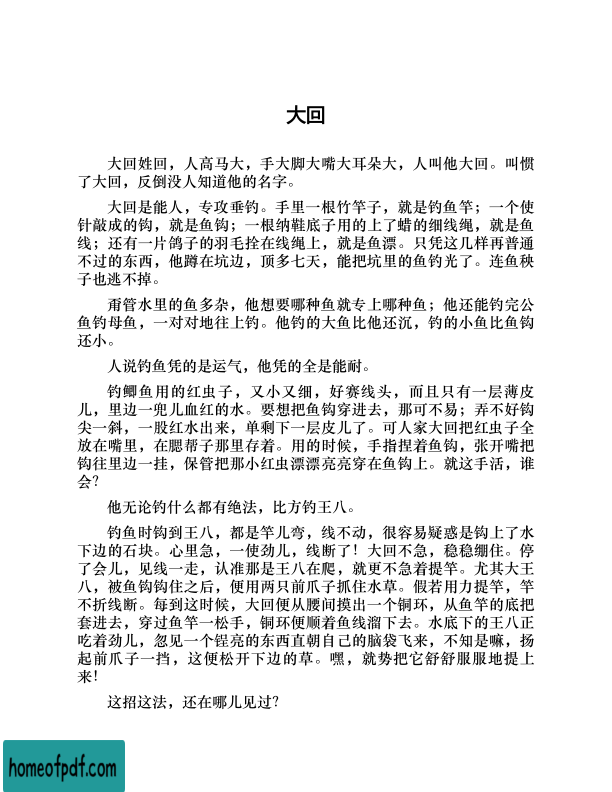 大回
大回姓回，人高马大，手大脚大嘴大耳朵大，人叫他大回。叫惯
了大回，反倒没人知道他的名字。
大回是能人，专攻垂钓。手里一根竹竿子，就是钓鱼竿；一个使
针敲成的钩，就是鱼钩；一根纳鞋底子用的上了蜡的细线绳，就是鱼
线；还有一片鸽子的羽毛拴在线绳上，就是鱼漂。只凭这几样再普通
不过的东西，他蹲在坑边，顶多七天，能把坑里的鱼钓光了。连鱼秧
子也逃不掉。
甭管水里的鱼多杂，他想要哪种鱼就专上哪种鱼；他还能钓完公
鱼钓母鱼，一对对地往上钓。他钓的大鱼比他还沉，钓的小鱼比鱼钩
还小。
人说钓鱼凭的是运气，他凭的全是能耐。
钓鲫鱼用的红虫子，又小又细，好赛线头，而且只有一层薄皮
儿，里边一兜儿血红的水。要想把鱼钩穿进去，那可不易；弄不好钩
尖一斜，一股红水出来，单剩下一层皮儿了。可人家大回把红虫子全
放在嘴里，在腮帮子那里存着。用的时候，手指捏着鱼钩，张开嘴把
钩往里边一挂，保管把那小红虫漂漂亮亮穿在鱼钩上。就这手活，谁
会？
他无论钓什么都有绝法，比方钓王八。
钓鱼时钩到王八，都是竿儿弯，线不动，很容易疑惑是钩上了水
下边的石块。心里急，一使劲儿，线断了！大回不急，稳稳绷住。停
了会儿，见线一走，认准那是王八在爬，就更不急着提竿。尤其大王
八，被鱼钩钩住之后，便用两只前爪子抓住水草。假若用力提竿，竿
不折线断。每到这时候，大回便从腰间摸出一个铜环，从鱼竿的底把
套进去，穿过鱼竿一松手，铜环便顺着鱼线溜下去。水底下的王八正
吃着劲儿，忽见一个锃亮的东西直朝自己的脑袋飞来，不知是嘛，扬
起前爪子一挡，这便松开下边的草。嘿，就势把它舒舒服服地提上
来！
这招这法，还在哪儿见过？
homeofpdf.com